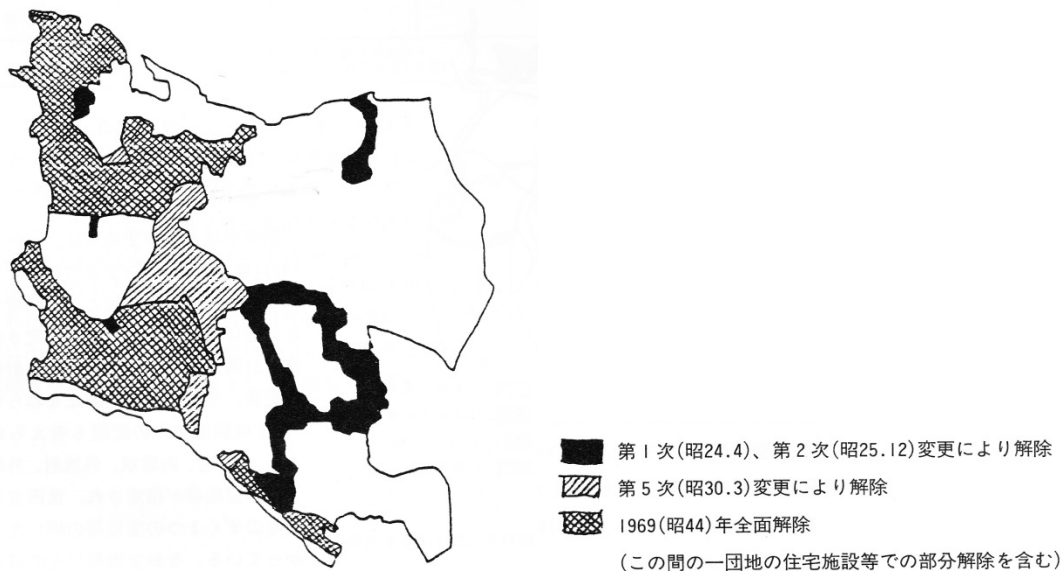 第1次(昭24.4)、第2次(昭25.12)変更により解除
第5次(昭30.3)変更により解除
1969(昭44)年全面解除
(この間の一団地の住宅施設等での部分解除を含む)